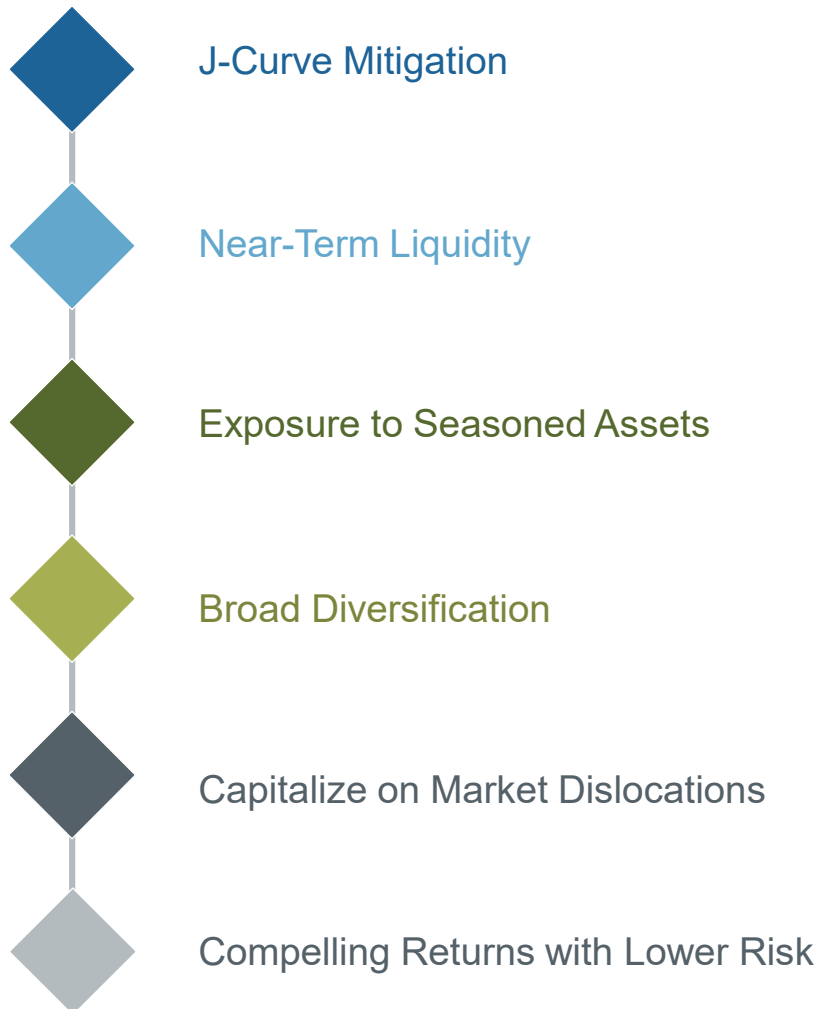 J-Curve Mitigation
Near-Term Liquidity
Exposure to Seasoned Assets
Broad Diversification
Capitalize on Market Dislocations
Compelling Returns with Lower Risk